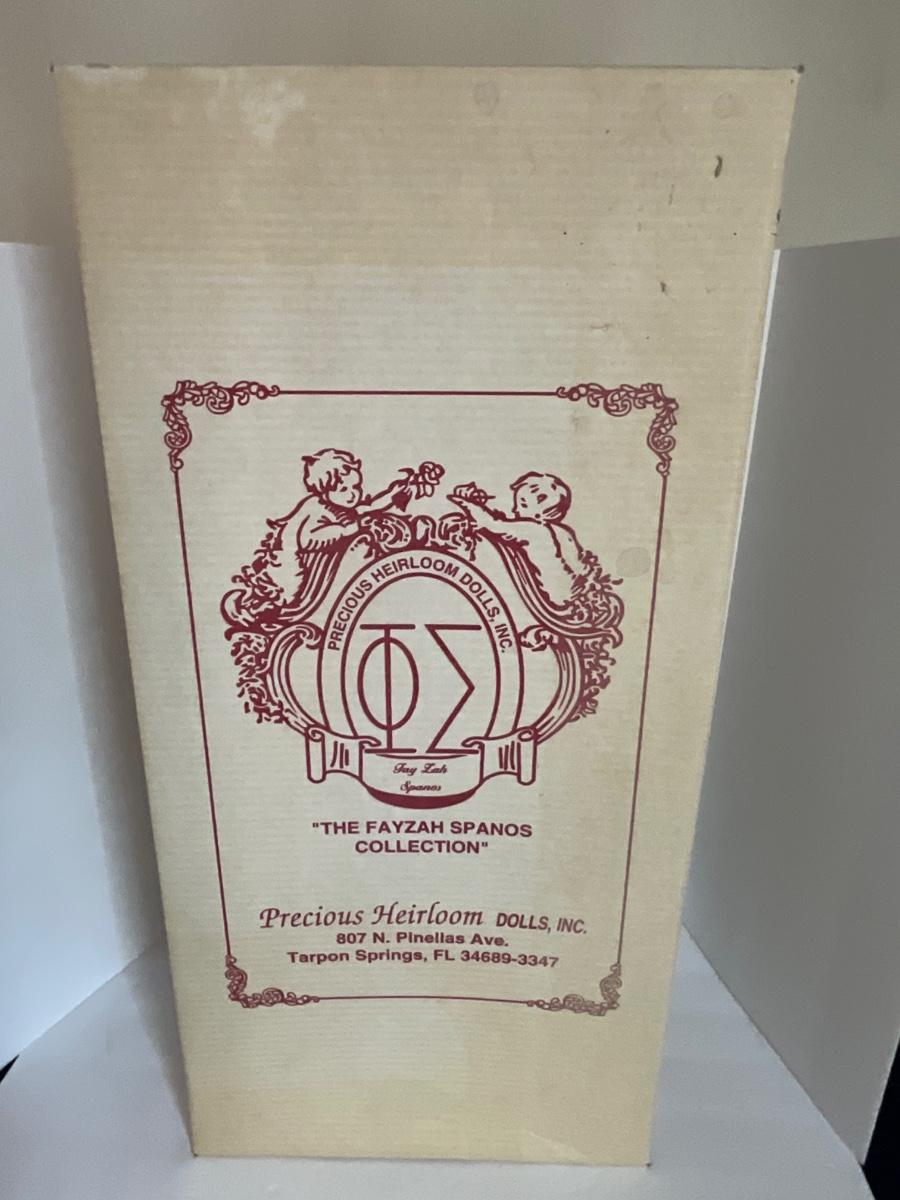 PRECIOUS HEIRLOOM DOLLS, INC.
ΦΣ
Fay Zah
Spanos
"THE FAYZAH SPANOS
COLLECTION"
Precious Heirloom DOLLS, INC.
807 N. Pinellas Ave.
Tarpon Springs, FL 34689-3347